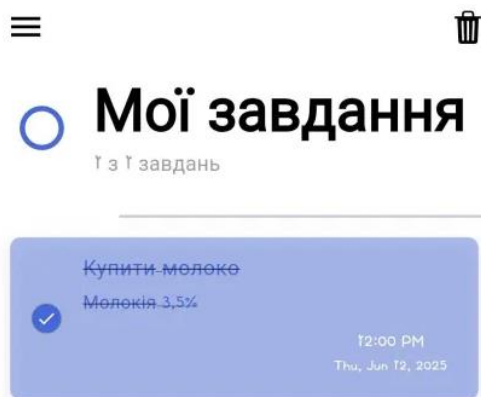 Мої завдання
1 з 1 завдань
Купити молоко
Молокія 3,5%
12:00 PM
Thu, Jun 12, 2025